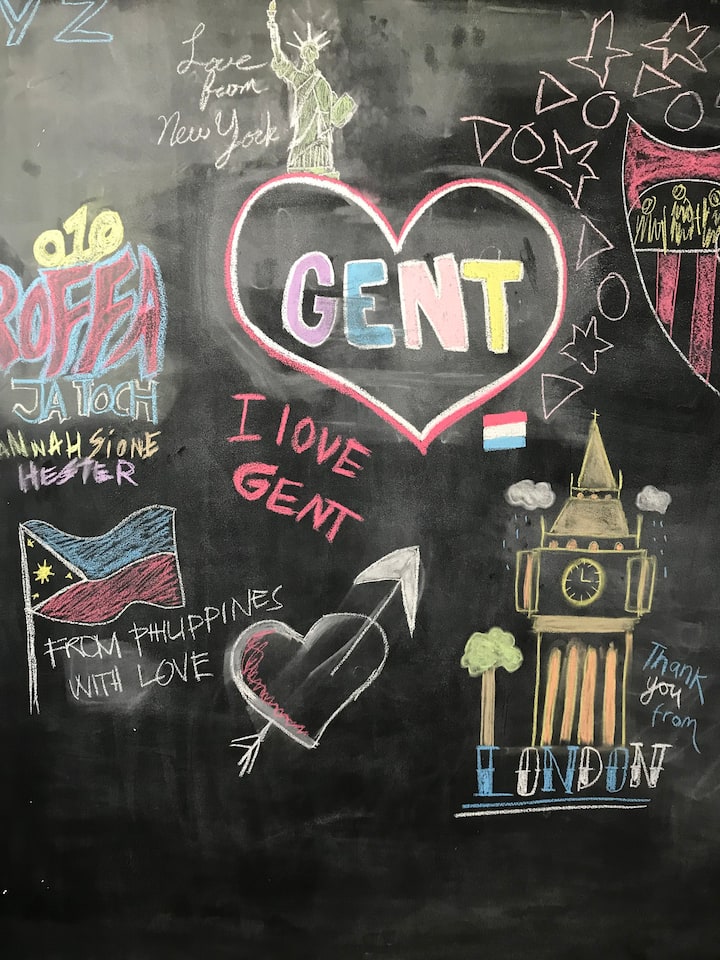 YZ
Love
from
New York
GENT
010
ROFFA
JA TOCH
ANNAH SIONE
HESTER
I LOVE
GENT
FROM PHILIPPINES
WITH LOVE
Thank
you
from
LONDON